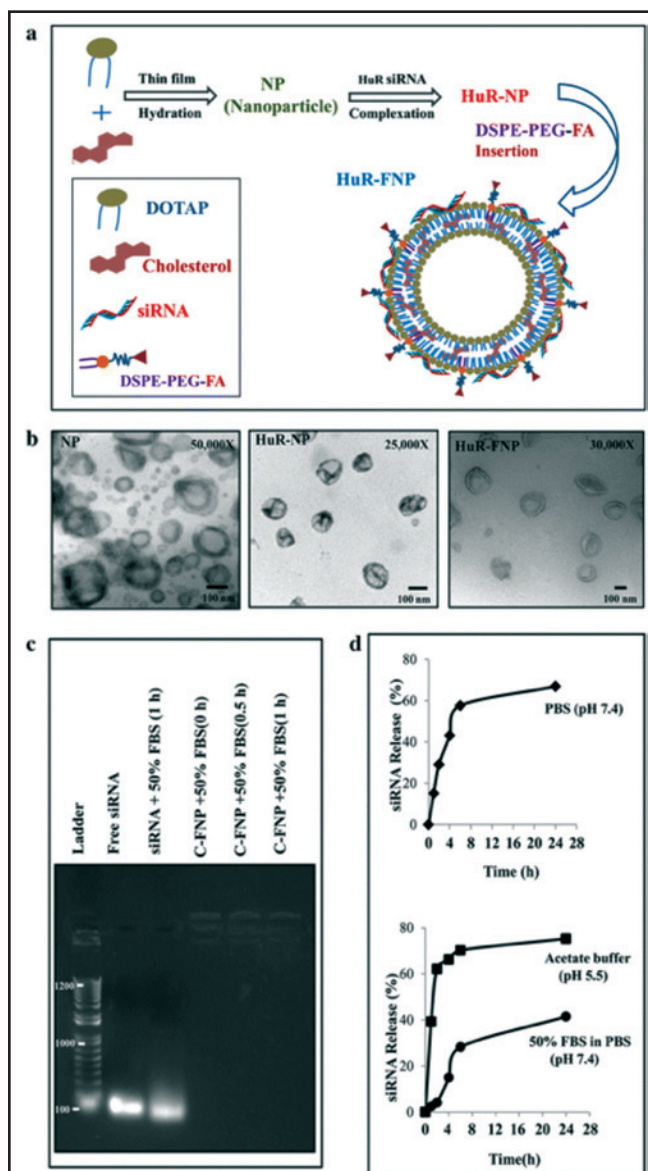 a
Thin film
Hydration
NP
(Nanoparticle)
HuR siRNA
Complexation
HuR-NP
DSPE-PEG-FA
Insertion
HuR-FNP
DOTAP
Cholesterol
siRNA
DSPE-PEG-FA
b
NP
50,000X
100 nm
HuR-NP
25,000X
100 nm
HuR-FNP
30,000X
100 nm
c
Ladder
Free siRNA
siRNA + 50% FBS (1 h)
C-FNP +50% FBS(0 h)
C-FNP +50% FBS(0.5 h)
C-FNP +50% FBS(1 h)
1200
1000
100
d
siRNA Release (%)
80
60
40
20
0
0 4 8 12 16 20 24 28
Time (h)
PBS (pH 7.4)
siRNA Release (%)
80
60
40
20
0
0 4 8 12 16 20 24 28
Time(h)
Acetate buffer
(pH 5.5)
50% FBS in PBS
(pH 7.4)